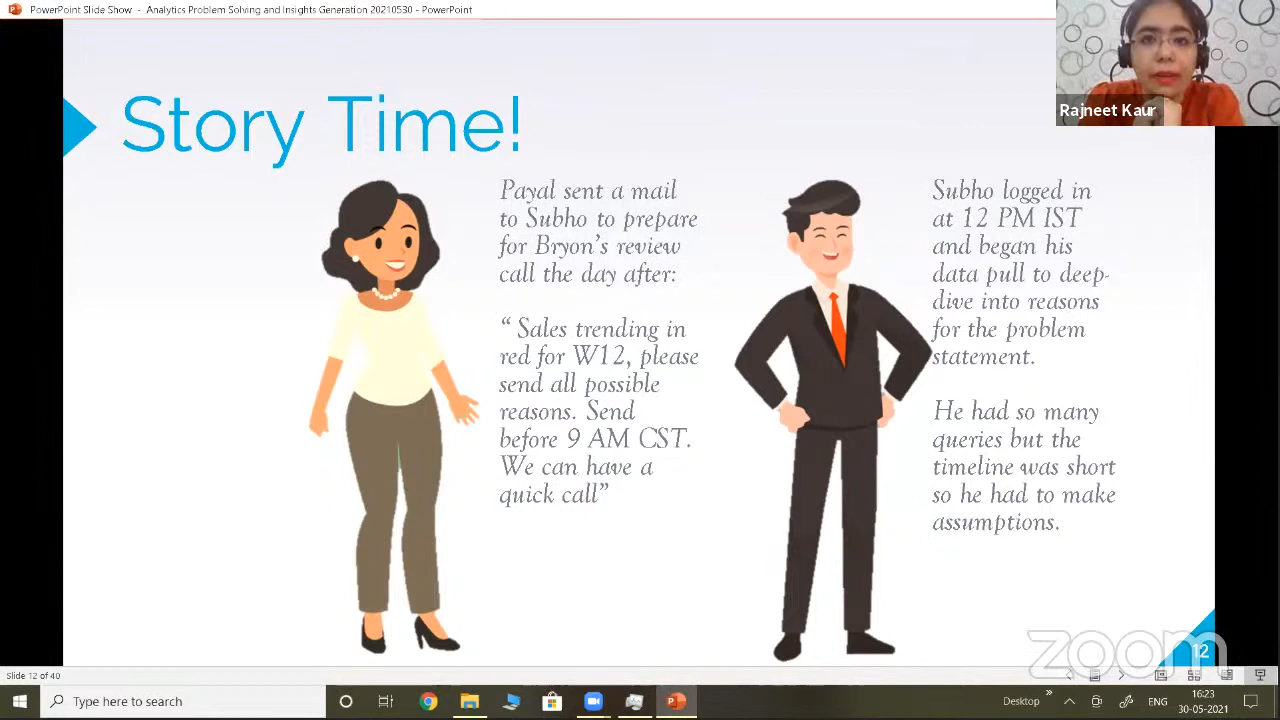 PowerPoint Slide Show - Analytics Problem Solving and Insights Generation 20210530 - PowerPoint
Rajneet Kaur
Story Time!
Payal sent a mail
to Subho to prepare
for Bryon's review
call the day after:
“ Sales trending in
red for W12, please
send all possible
reasons. Send
before 9 AM CST.
We can have a
quick call”
Subho logged in
at 12 PM IST
and began his
data pull to deep-
dive into reasons
for the problem
statement.
He had so many
queries but the
timeline was short
so he had to make
assumptions.
zoom
12
Slide 12 of 40
Type here to search
Desktop
ENG
16:23
30-05-2021